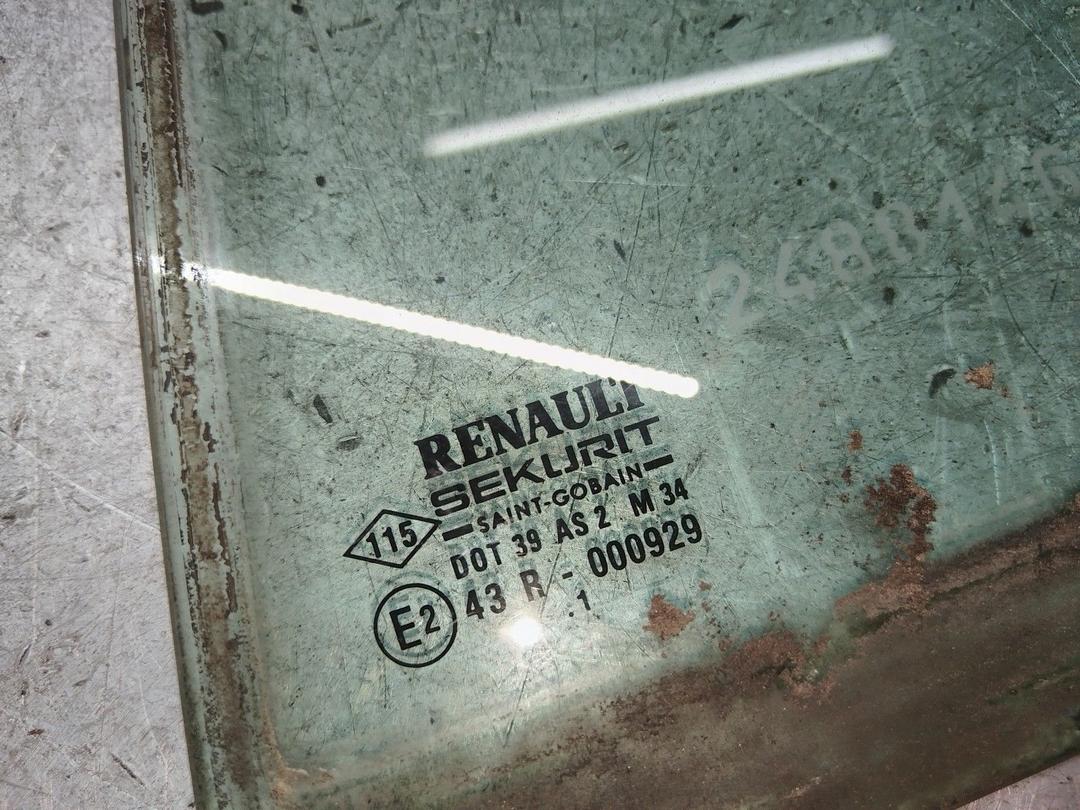 RENAULT
SEKURIT
SAINT-GOBAIN
115
DOT 39 AS 2 M 34
E2 43 R - 000929
.1